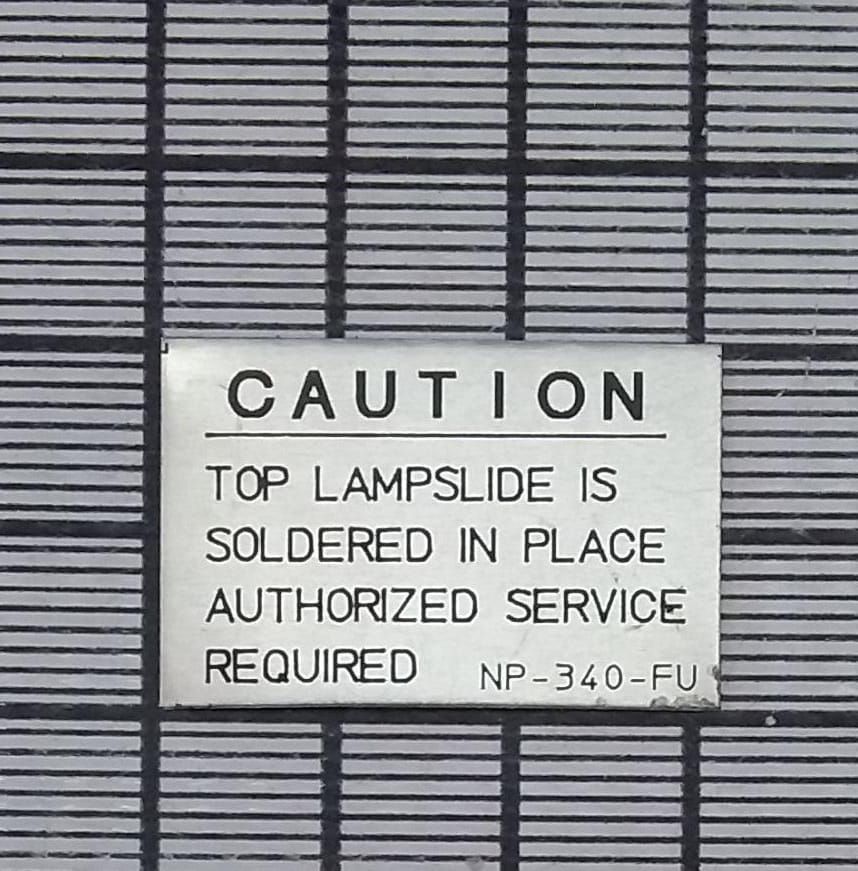 CAUTION
TOP LAMPSLIDE IS
SOLDERED IN PLACE
AUTHORIZED SERVICE
REQUIRED NP-340-FU